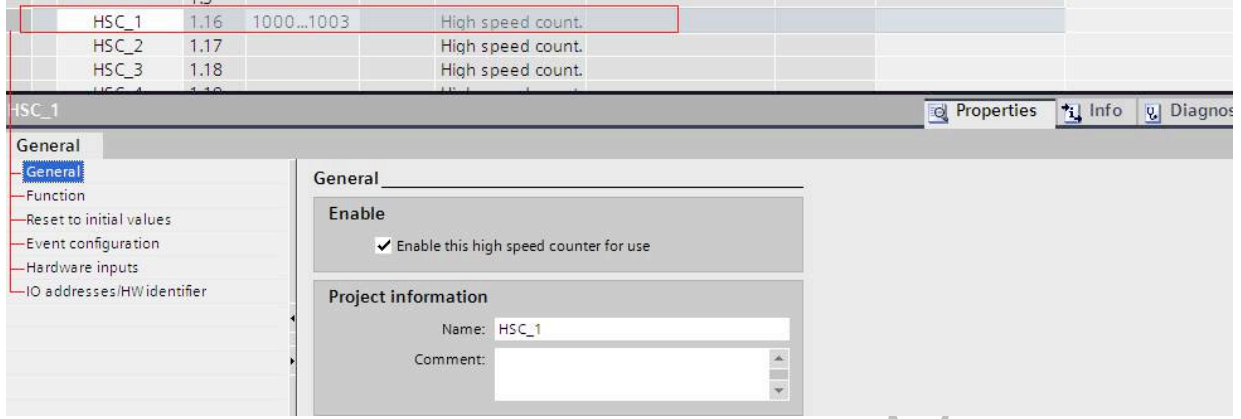 HSC_1 1.16 1000...1003 High speed count.
HSC_2 1.17 High speed count.
HSC_3 1.18 High speed count.
HSC_1 Properties Info Diagnos
General
General
Function
Reset to initial values
Event configuration
Hardware inputs
IO addresses/HW identifier
General
Enable
Enable this high speed counter for use
Project information
Name: HSC_1
Comment: